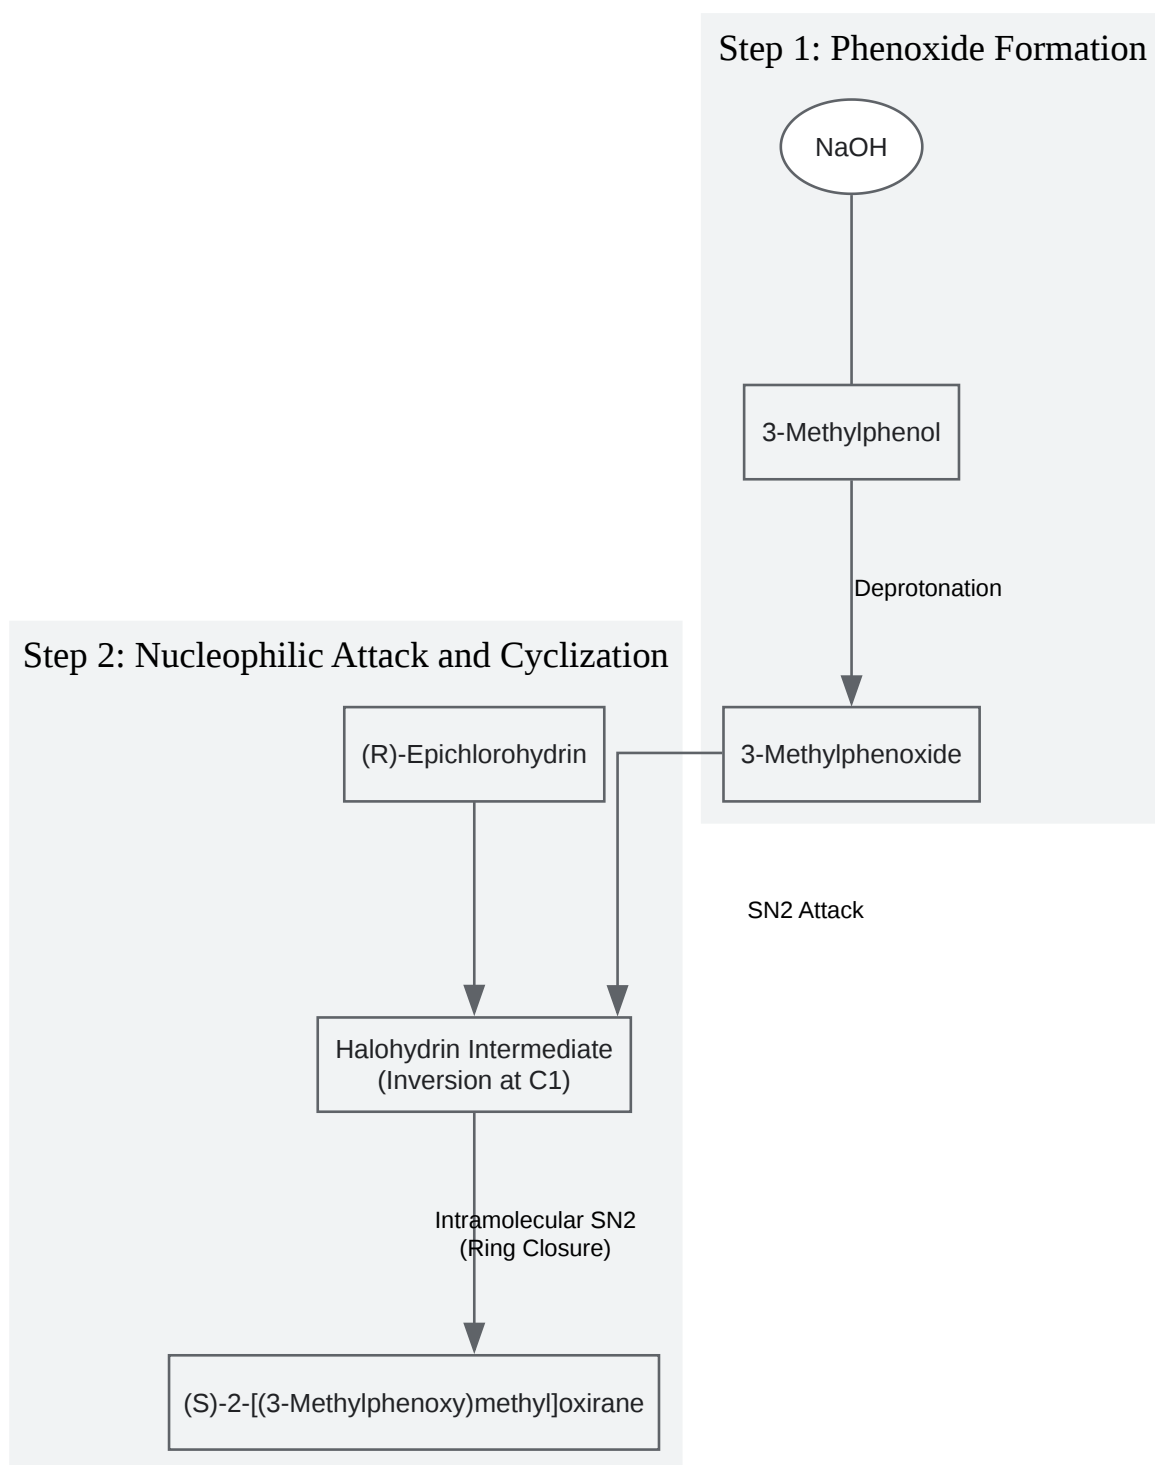 Step 1: Phenoxide Formation
NaOH
3-Methylphenol
Deprotonation
3-Methylphenoxide
SN2 Attack
Step 2: Nucleophilic Attack and Cyclization
(R)-Epichlorohydrin
Halohydrin Intermediate
(Inversion at C1)
Intramolecular SN2
(Ring Closure)
(S)-2-[(3-Methylphenoxy)methyl]oxirane